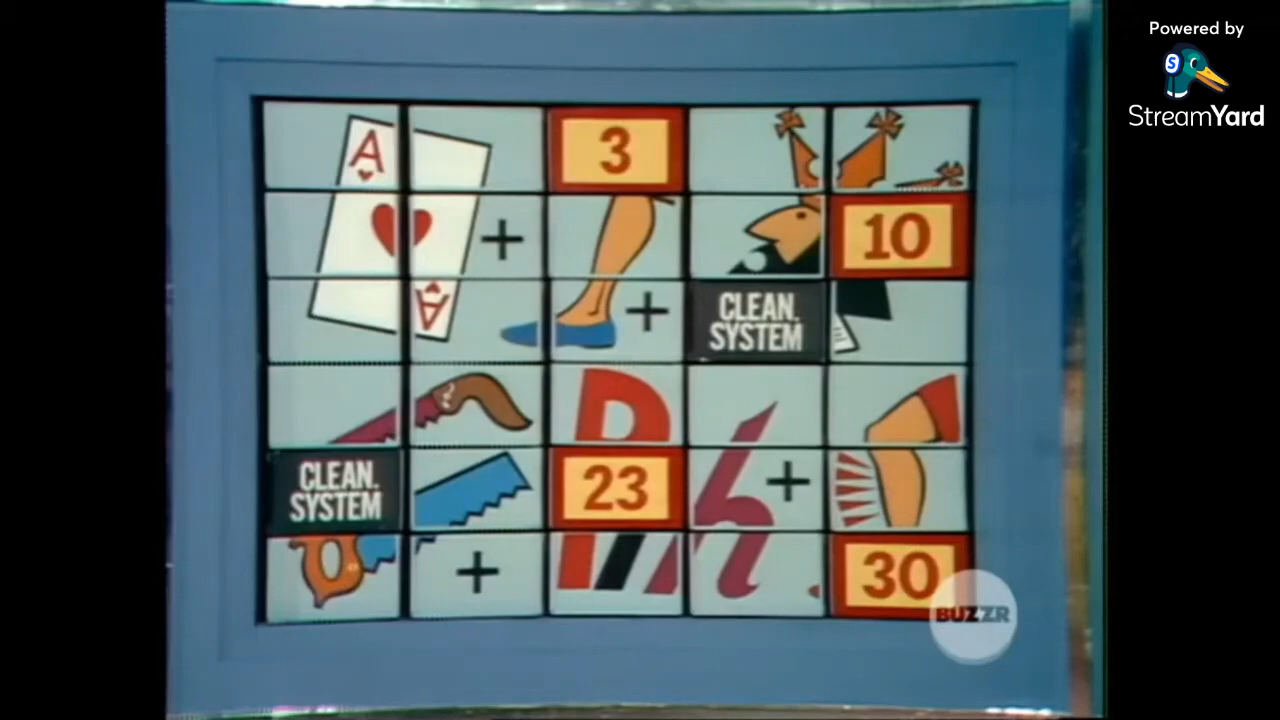 Powered by
S
StreamYard
A
3
10
+
A
+
CLEAN.
SYSTEM
CLEAN.
SYSTEM
23
h
+
+
30
BUZZR